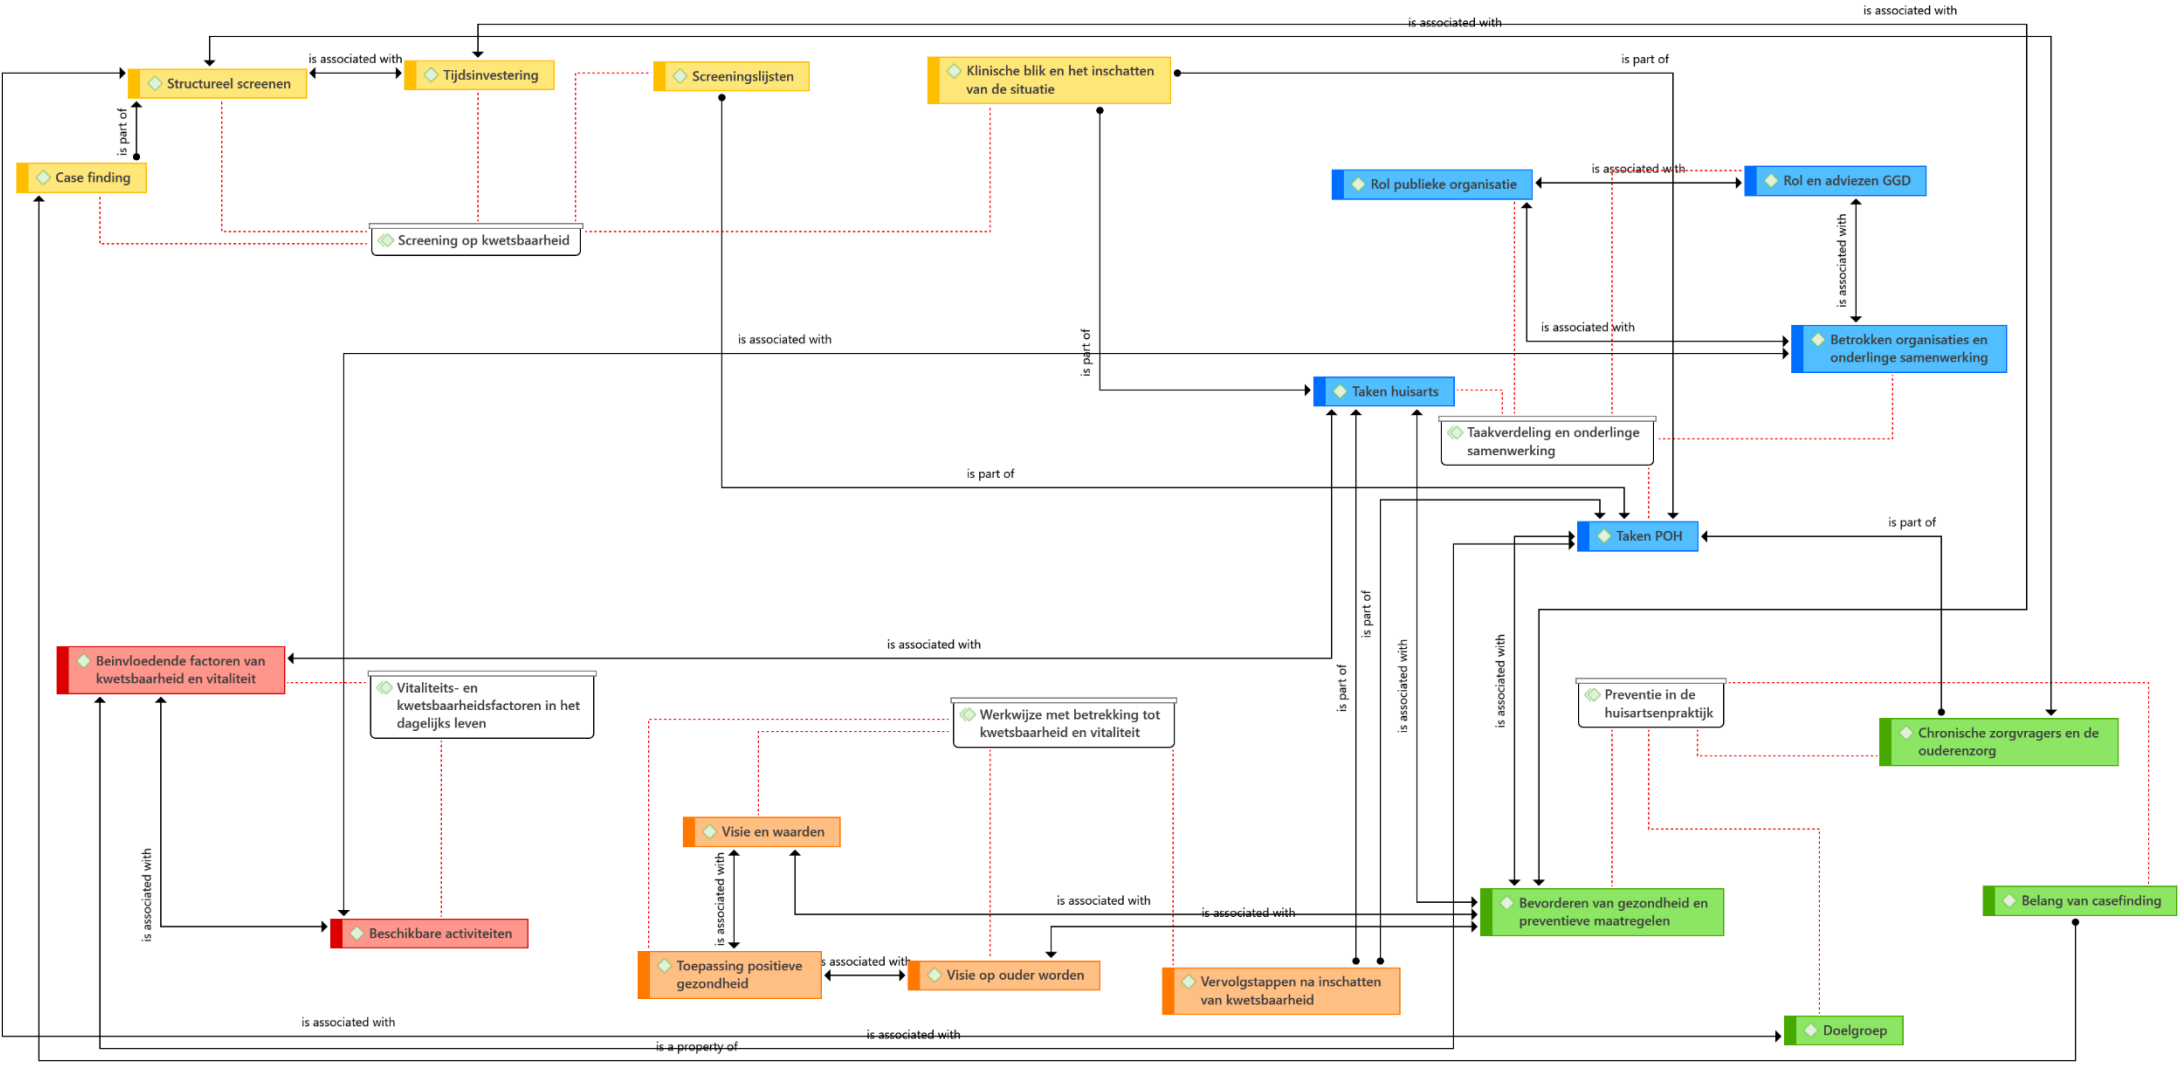 is associated with
is associated with
is associated with
is part of
Structureel screenen
Tijdsinvestering
Screeningslijsten
Klinische blik en het inschatten
van de situatie
is part of
Case finding
is associated with
Rol publieke organisatie
Rol en adviezen GGD
Screening op kwetsbaarheid
is associated with
is associated with
is associated with
Betrokken organisaties en
onderlinge samenwerking
is part of
Taken huisarts
Taakverdeling en onderlinge
samenwerking
is part of
is part of
Taken POH
is part of
is associated with
is associated with
is associated with
is part of
Beinvloedende factoren van
kwetsbaarheid en vitaliteit
Vitaliteits- en
kwetsbaarheidsfactoren in het
dagelijks leven
Werkwijze met betrekking tot
kwetsbaarheid en vitaliteit
Preventie in de
huisartsenpraktijk
Chronische zorgvragers en de
ouderenzorg
Visie en waarden
is associated with
is associated with
is associated with
is associated with
Bevorderen van gezondheid en
preventieve maatregelen
Belang van casefinding
Beschikbare activiteiten
Toepassing positieve
gezondheid
s associated with
Visie op ouder worden
Vervolgstappen na inschatten
van kwetsbaarheid
is associated with
is associated with
is a property of
Doelgroep